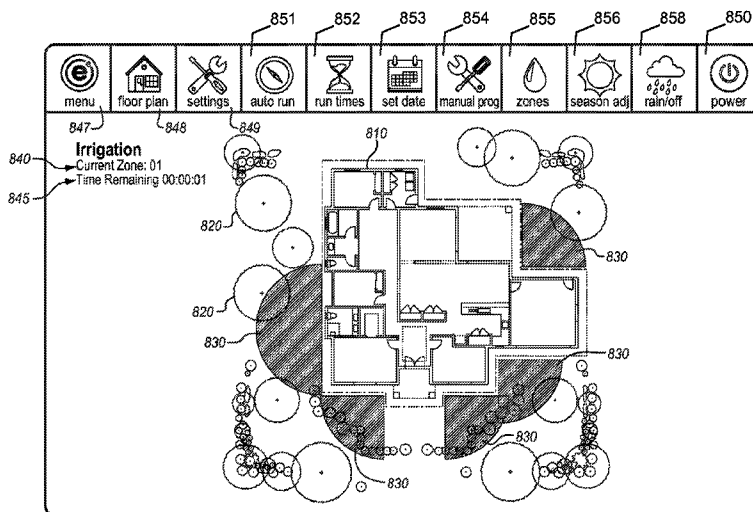 851 852 853 854 855 856 858 850
e
menu floor plan settings auto run run times set date manual prog zones season adj rain/off power
847 848 849
Irrigation
810
840 Current Zone: 01
845 Time Remaining 00:00:01
820
830
820
830
830
830
830